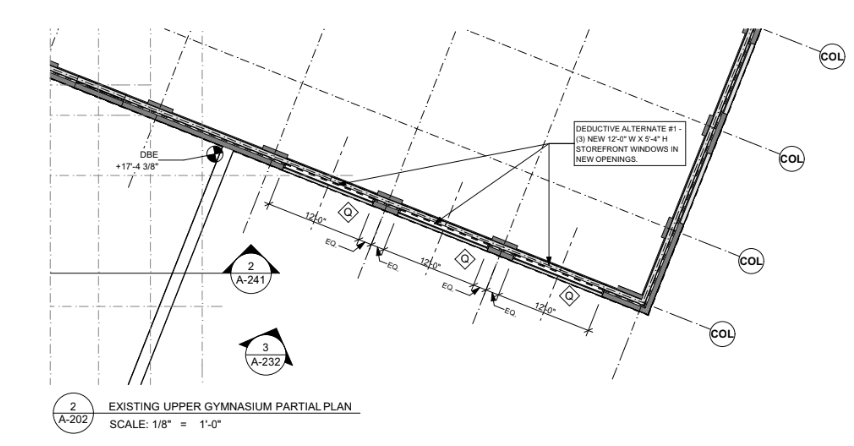 COL
DEDUCTIVE ALTERNATE #1 -
(3) NEW 12'-0" W X 5'-4" H
STOREFRONT WINDOWS IN
NEW OPENINGS.
COL
DBE
+17'-4 3/8"
12'-0"
Q
EQ.
EQ.
12'-0"
Q
EQ.
EQ.
12'-0"
Q
COL
COL
2
A-241
3
A-232
2
A-202
EXISTING UPPER GYMNASIUM PARTIAL PLAN
SCALE: 1/8" = 1'-0"